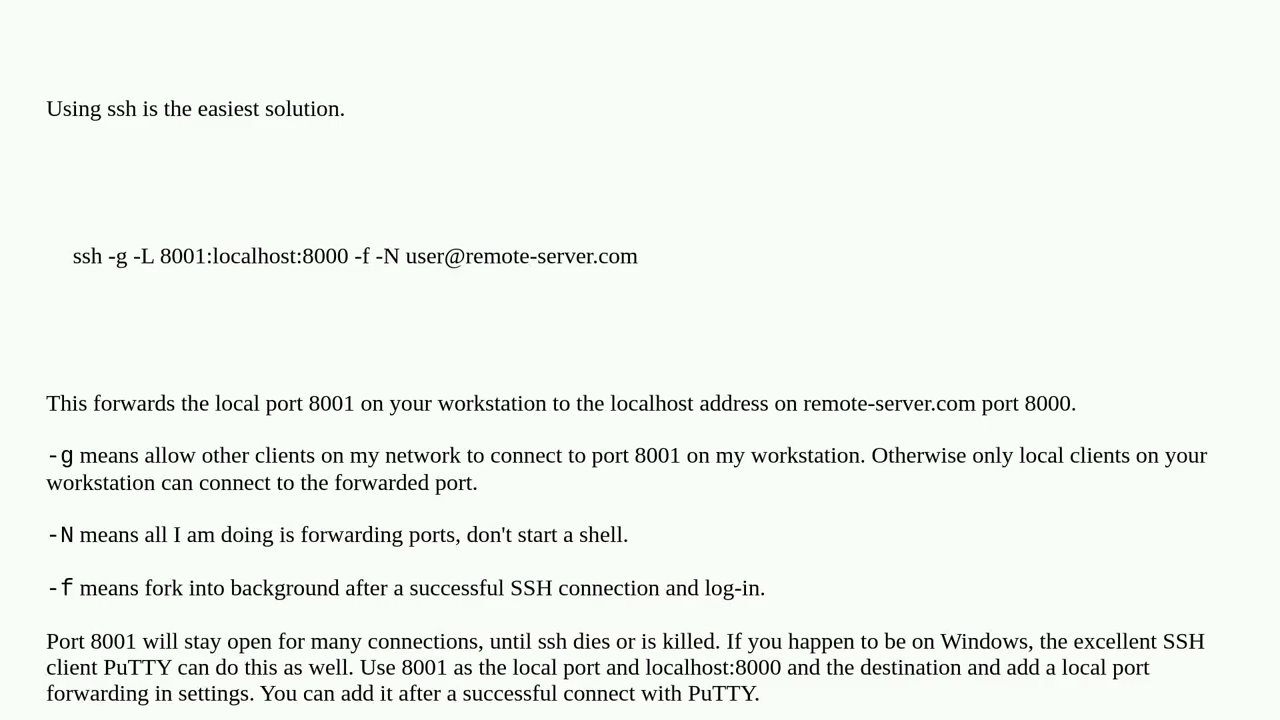 Using ssh is the easiest solution.
ssh -g -L 8001:localhost:8000 -f -N user@remote-server.com
This forwards the local port 8001 on your workstation to the localhost address on remote-server.com port 8000.
-g means allow other clients on my network to connect to port 8001 on my workstation. Otherwise only local clients on your
workstation can connect to the forwarded port.
-N means all I am doing is forwarding ports, don't start a shell.
-f means fork into background after a successful SSH connection and log-in.
Port 8001 will stay open for many connections, until ssh dies or is killed. If you happen to be on Windows, the excellent SSH
client PuTTY can do this as well. Use 8001 as the local port and localhost:8000 and the destination and add a local port
forwarding in settings. You can add it after a successful connect with PuTTY.